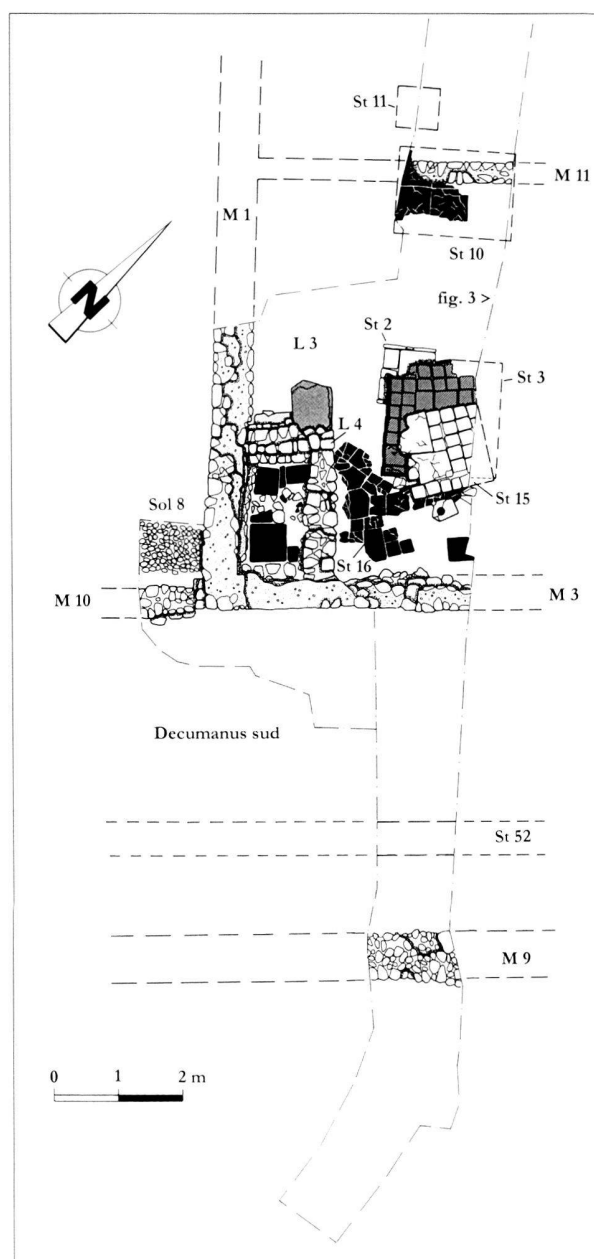 St 11
M 11
M 1
St 10
fig. 3 >
St 2
L 3
St 3
L 4
Sol 8
St 15
St 16
M 10
M 3
N
Decumanus sud
St 52
M 9
0 1 2 m